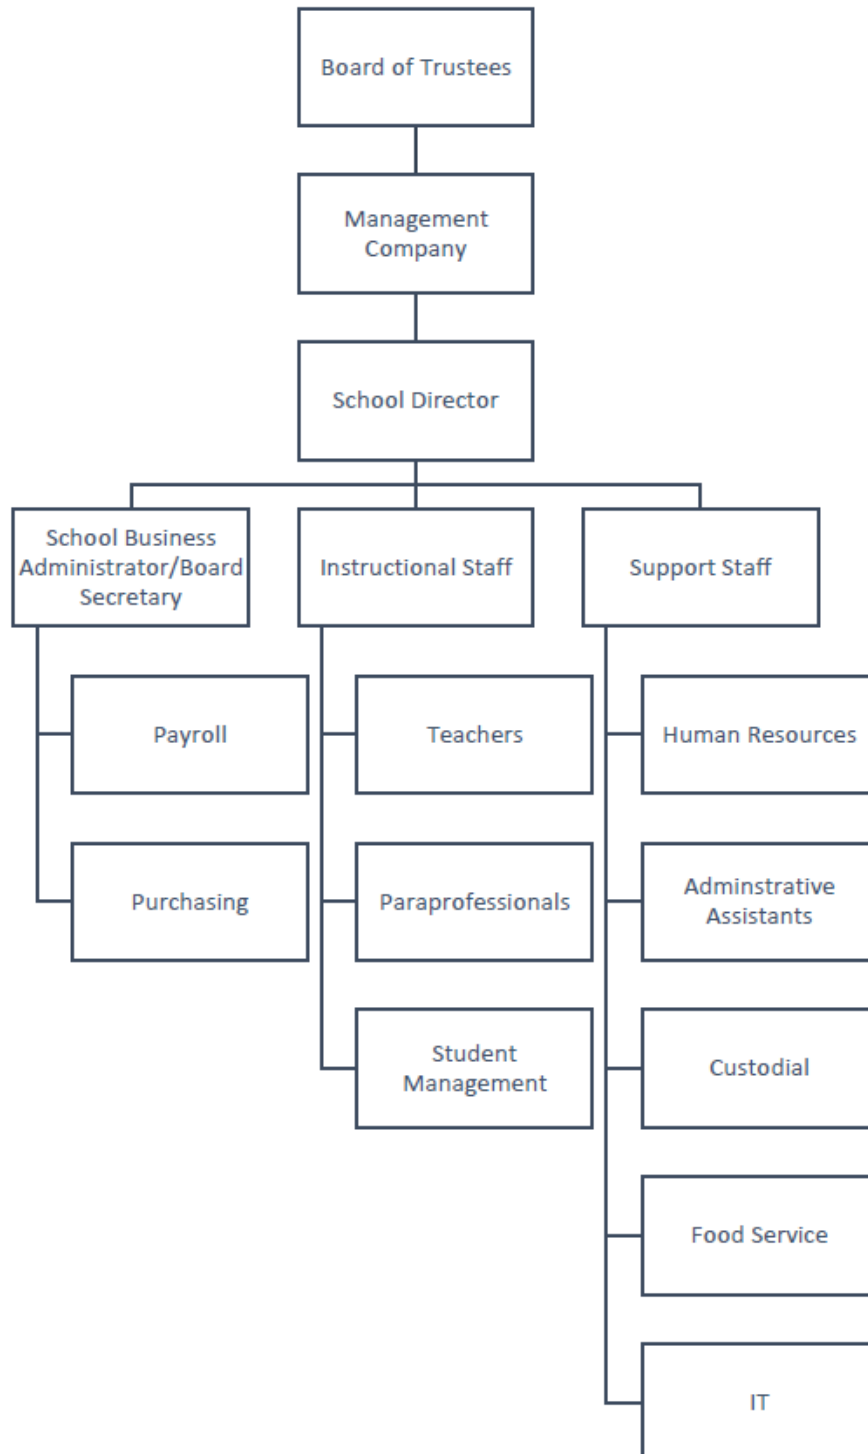 Board of Trustees
Management
Company
School Director
School Business
Administrator/Board
Secretary
Instructional Staff
Support Staff
Payroll
Teachers
Human Resources
Purchasing
Paraprofessionals
Adminstrative
Assistants
Student
Management
Custodial
Food Service
IT